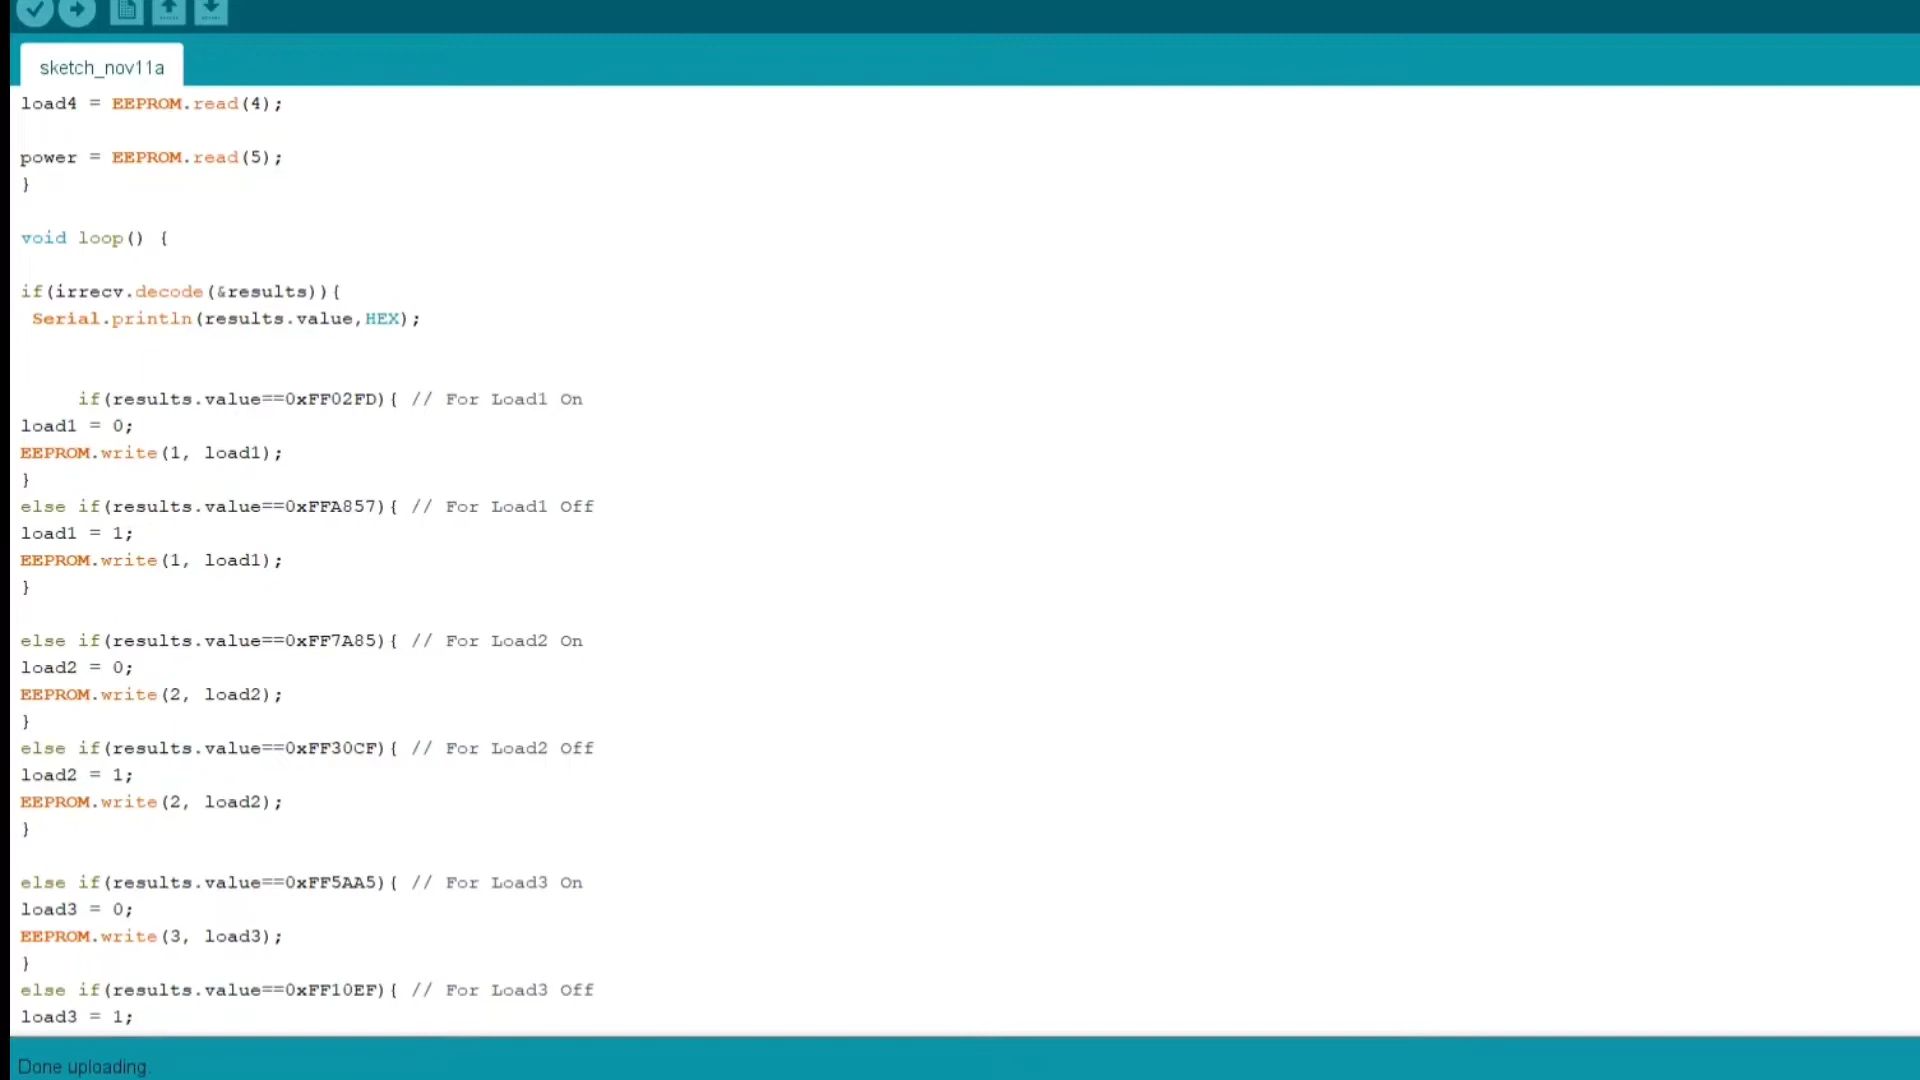 sketch_nov11a
load4 = EEPROM.read(4);
power = EEPROM.read(5);
}
void loop() {
if(irrecv.decode(&results)){
Serial.println(results.value,HEX);
if(results.value==0xFF02FD){ // For Load1 On
load1 = 0;
EEPROM.write(1, load1);
}
else if(results.value==0xFFA857){ // For Load1 Off
load1 = 1;
EEPROM.write(1, load1);
}
else if(results.value==0xFF7A85){ // For Load2 On
load2 = 0;
EEPROM.write(2, load2);
}
else if(results.value==0xFF30CF){ // For Load2 Off
load2 = 1;
EEPROM.write(2, load2);
}
else if(results.value==0xFF5AA5){ // For Load3 On
load3 = 0;
EEPROM.write(3, load3);
}
else if(results.value==0xFF10EF){ // For Load3 Off
load3 = 1;
Done uploading.